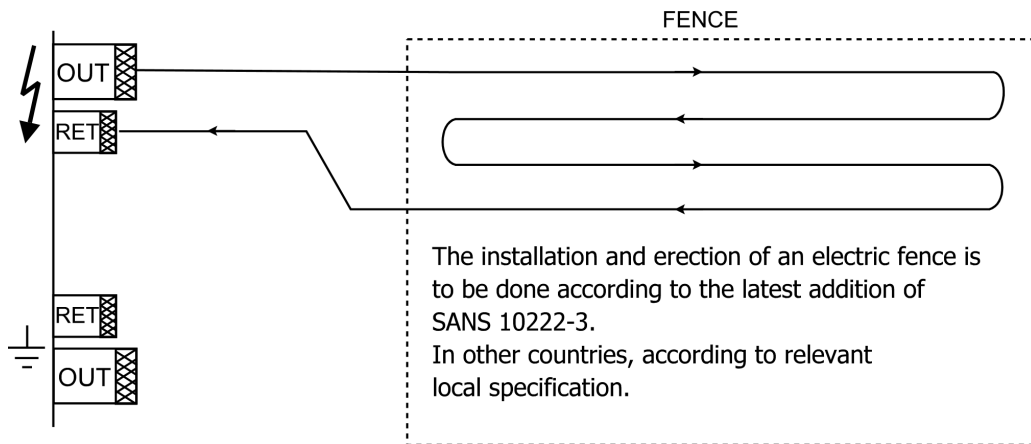 FENCE
OUT
RET
RET
OUT
The installation and erection of an electric fence is
to be done according to the latest addition of
SANS 10222-3.
In other countries, according to relevant
local specification.